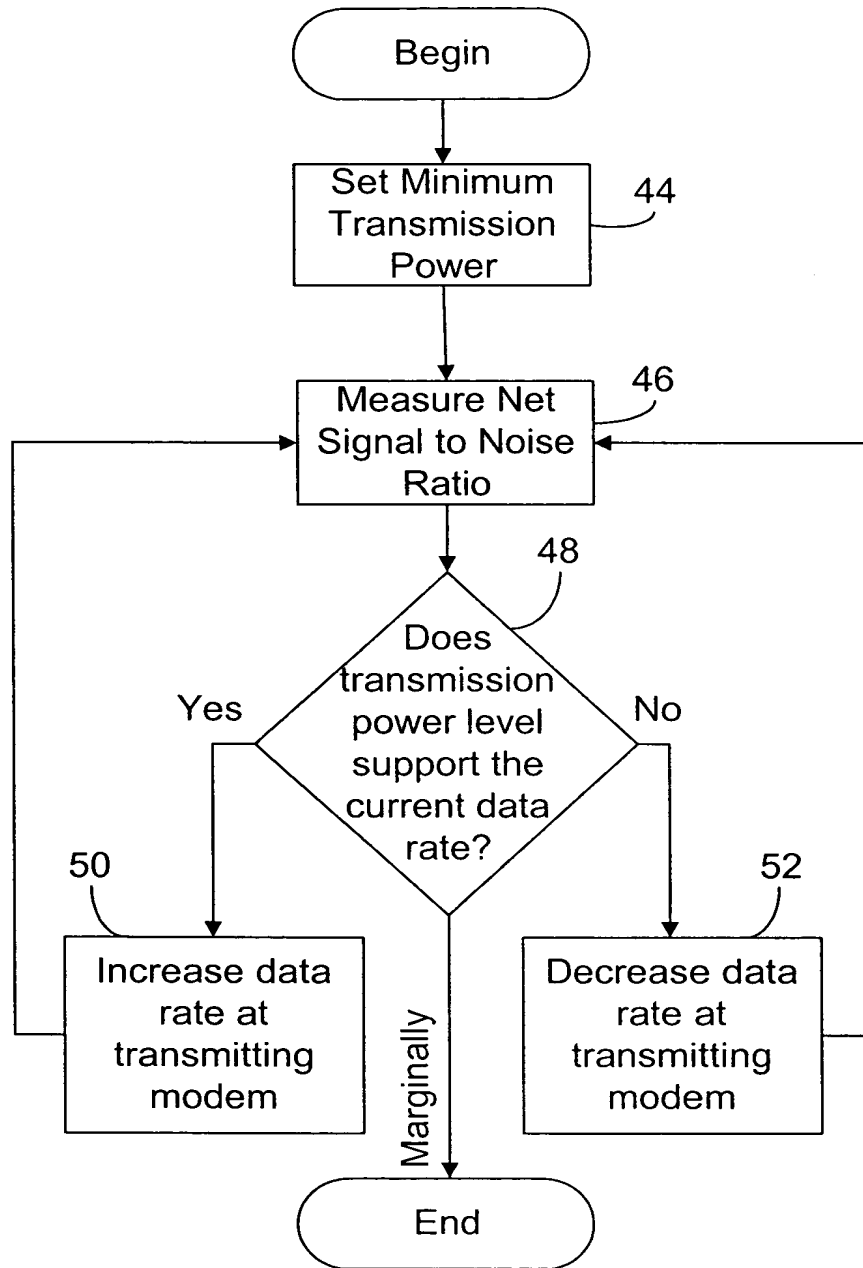 Begin
Set Minimum
Transmission
Power
44
Measure Net
Signal to Noise
Ratio
46
48
Does
transmission
power level
support the
current data
rate?
Yes
No
50
Increase data
rate at
transmitting
modem
52
Decrease data
rate at
transmitting
modem
Marginally
End